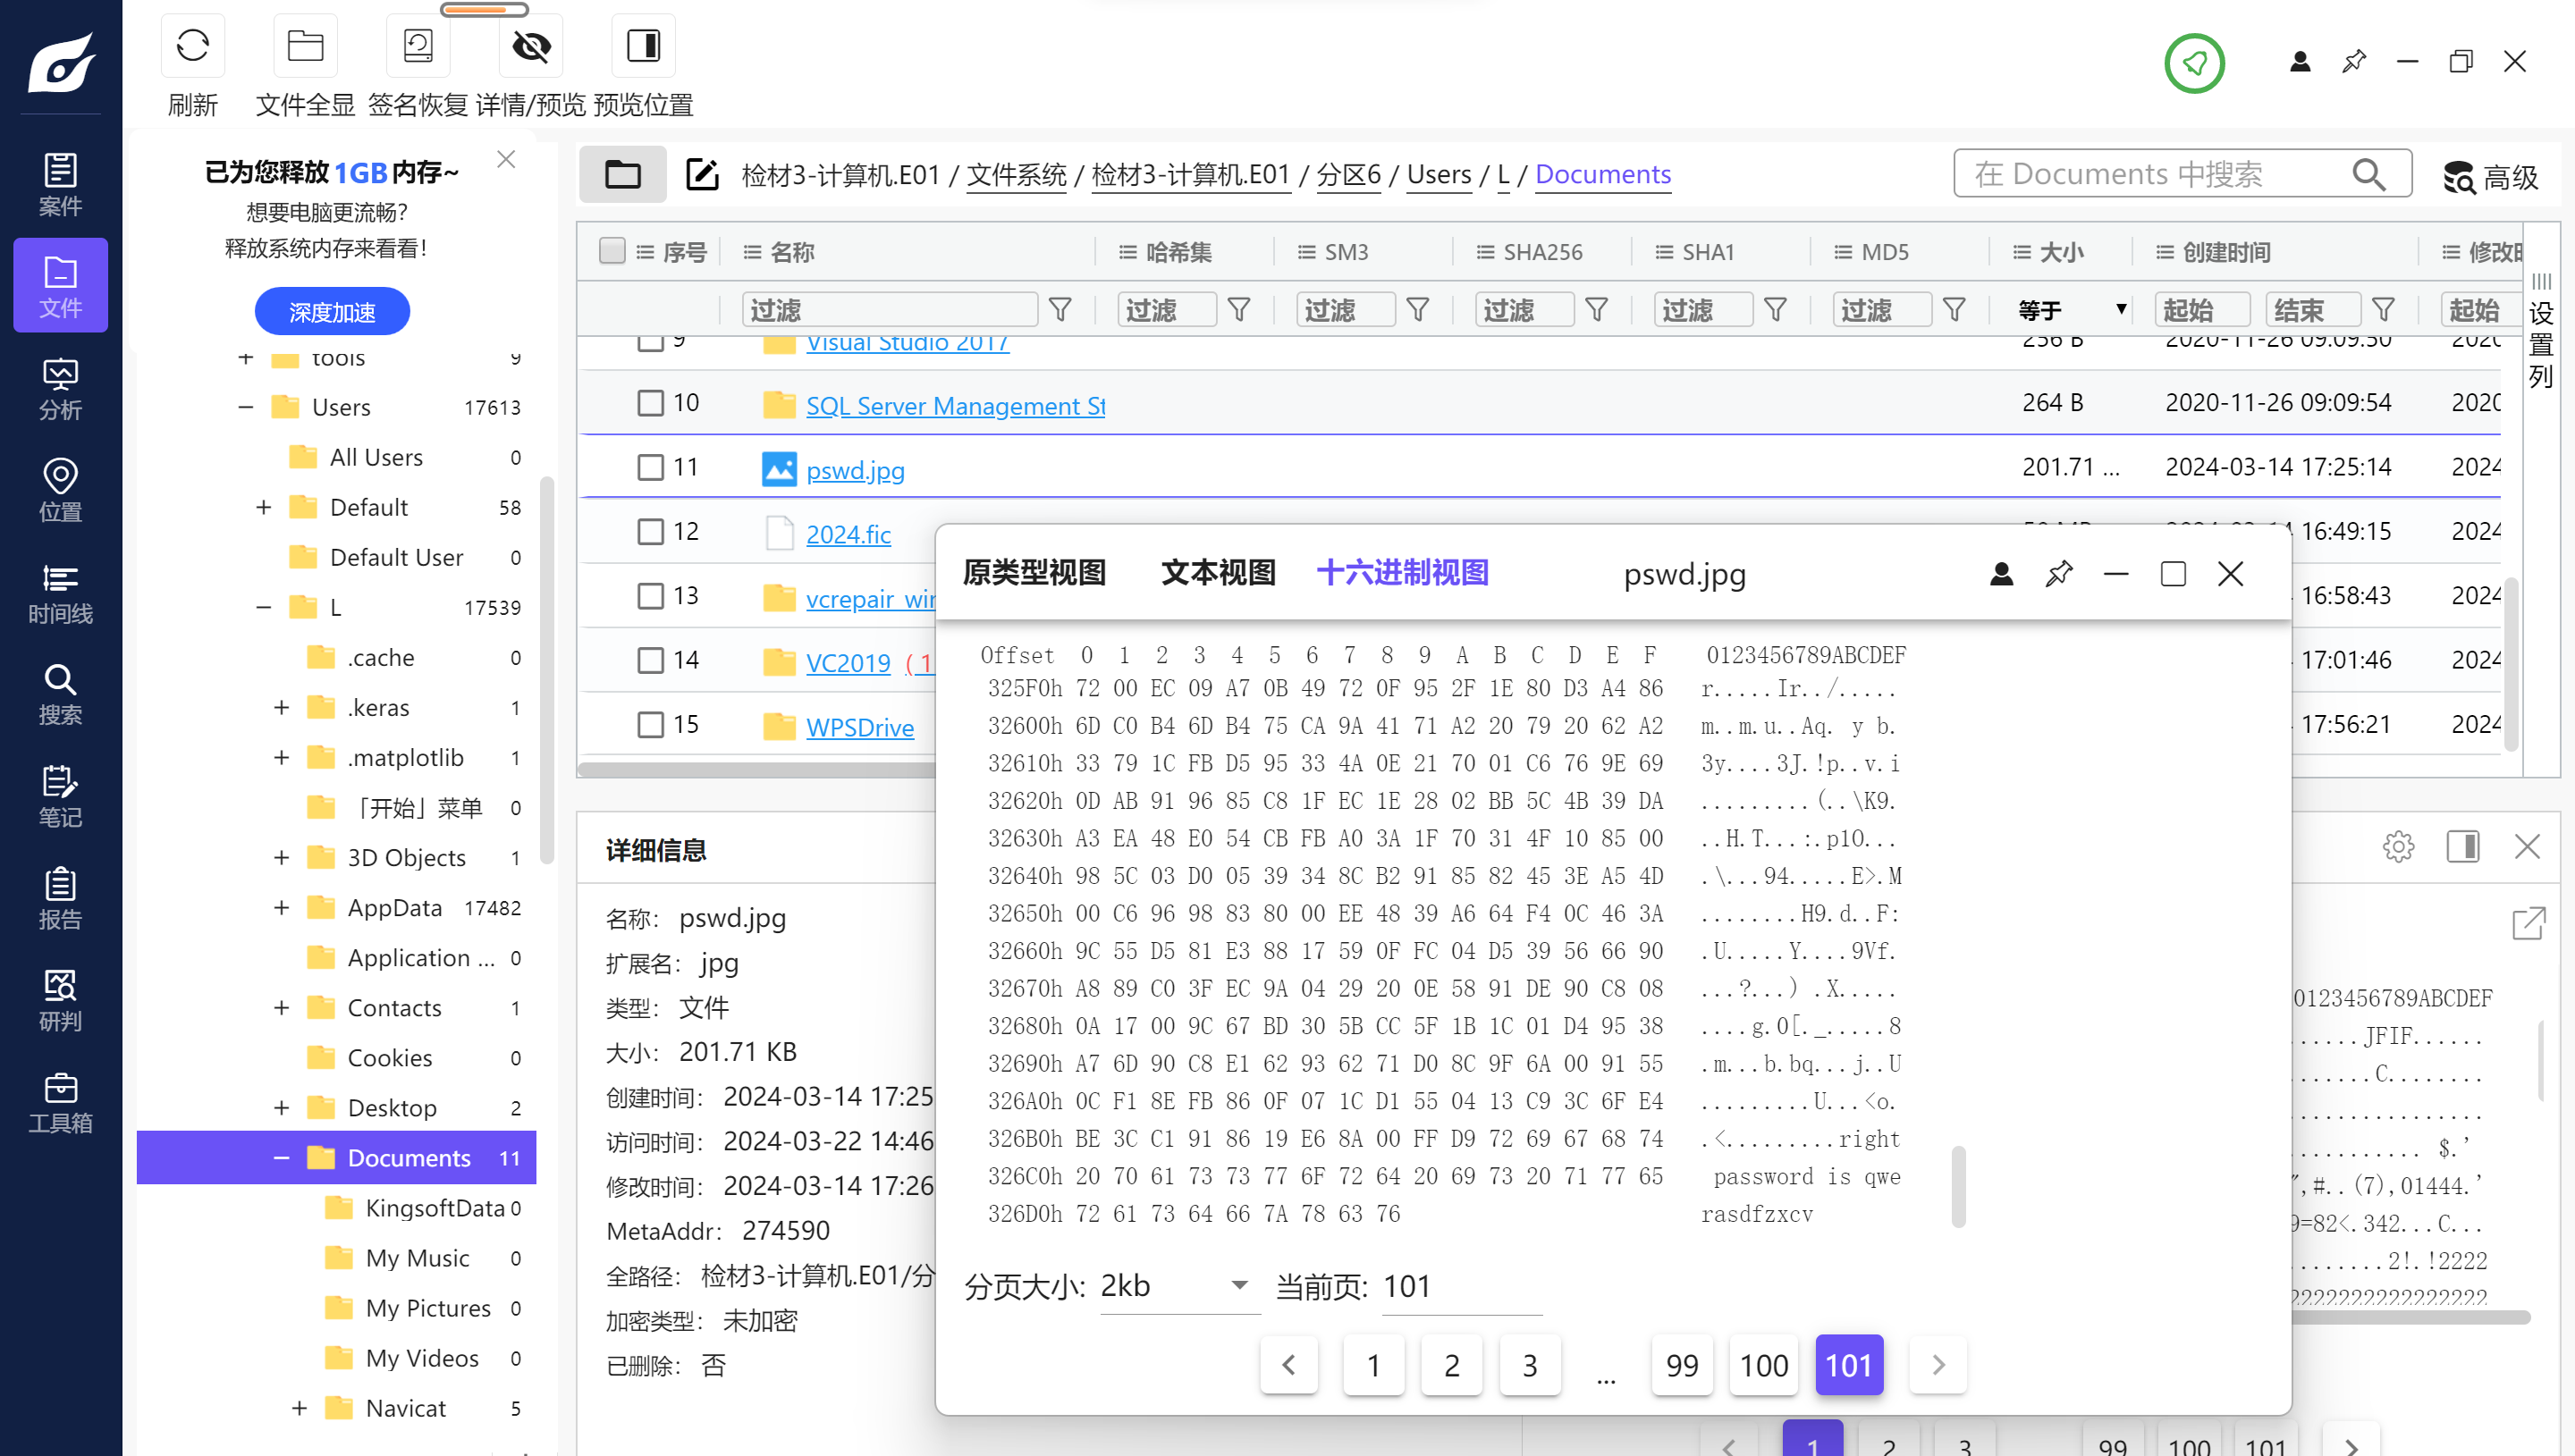 刷新
文件全显
签名恢复
详情/预览
预览位置
案件
文件
分析
位置
时间线
搜索
笔记
报告
研判
工具箱
已为您释放 1GB 内存~
想要电脑更流畅?
释放系统内存来看看!
深度加速
tools 9
Users 17613
All Users 0
Default 58
Default User 0
L 17539
.cache 0
.keras 1
.matplotlib 1
「开始」菜单 0
3D Objects 1
AppData 17482
Application ... 0
Contacts 1
Cookies 0
Desktop 2
Documents 11
KingsoftData 0
My Music 0
My Pictures 0
My Videos 0
Navicat 5
检材3-计算机.E01 / 文件系统 / 检材3-计算机.E01 / 分区6 / Users / L / Documents
在 Documents 中搜索
高级
序号 名称 哈希集 SM3 SHA256 SHA1 MD5 大小 创建时间 修改时
过滤 过滤 过滤 过滤 过滤 过滤 等于 起始 结束 起始
设置列
9 Visual Studio 2017 256 B 2020-11-26 09:09:50 2020
10 SQL Server Management St 264 B 2020-11-26 09:09:54 2020
11 pswd.jpg 201.71 ... 2024-03-14 17:25:14 2024
12 2024.fic 16:49:15 2024
13 vcrepair_wir 16:58:43 2024
14 VC2019 ( 1 17:01:46 2024
15 WPSDrive 17:56:21 2024
详细信息
名称: pswd.jpg
扩展名: jpg
类型: 文件
大小: 201.71 KB
创建时间: 2024-03-14 17:25
访问时间: 2024-03-22 14:46
修改时间: 2024-03-14 17:26
MetaAddr: 274590
全路径: 检材3-计算机.E01/分
加密类型: 未加密
已删除: 否
原类型视图 文本视图 十六进制视图 pswd.jpg
Offset 0 1 2 3 4 5 6 7 8 9 A B C D E F 0123456789ABCDEF
325F0h 72 00 EC 09 A7 0B 49 72 0F 95 2F 1E 80 D3 A4 86 r.....Ir../.....
32600h 6D C0 B4 6D B4 75 CA 9A 41 71 A2 20 79 20 62 A2 m..m.u..Aq. y b.
32610h 33 79 1C FB D5 95 33 4A 0E 21 70 01 C6 76 9E 69 3y....3J.!p..v.i
32620h 0D AB 91 96 85 C8 1F EC 1E 28 02 BB 5C 4B 39 DA .........(..\K9.
32630h A3 EA 48 E0 54 CB FB A0 3A 1F 70 31 4F 10 85 00 ..H.T...:.p1O...
32640h 98 5C 03 D0 05 39 34 8C B2 91 85 82 45 3E A5 4D .\...94.....E>.M
32650h 00 C6 96 98 83 80 00 EE 48 39 A6 64 F4 0C 46 3A ........H9.d..F:
32660h 9C 55 D5 81 E3 88 17 59 0F FC 04 D5 39 56 66 90 .U.....Y....9Vf.
32670h A8 89 C0 3F EC 9A 04 29 20 0E 58 91 DE 90 C8 08 ...?...) .X.....
32680h 0A 17 00 9C 67 BD 30 5B CC 5F 1B 1C 01 D4 95 38 ....g.0[._.....8
32690h A7 6D 90 C8 E1 62 93 62 71 D0 8C 9F 6A 00 91 55 .m...b.bq...j..U
326A0h 0C F1 8E FB 86 0F 07 1C D1 55 04 13 C9 3C 6F E4 .........U...<o.
326B0h BE 3C C1 91 86 19 E6 8A 00 FF D9 72 69 67 68 74 .<.........right
326C0h 20 70 61 73 73 77 6F 72 64 20 69 73 20 71 77 65 password is qwe
326D0h 72 61 73 64 66 7A 78 63 76 rasdfzxcv
分页大小: 2kb 当前页: 101
1 2 3 ... 99 100 101
0123456789ABCDEF
......JFIF......
.......C........
................
........... $.'
",#..(7),01444.'
9=82<.342...C...
........2!.!2222
2222222222222222
1 2 3 99 100 101